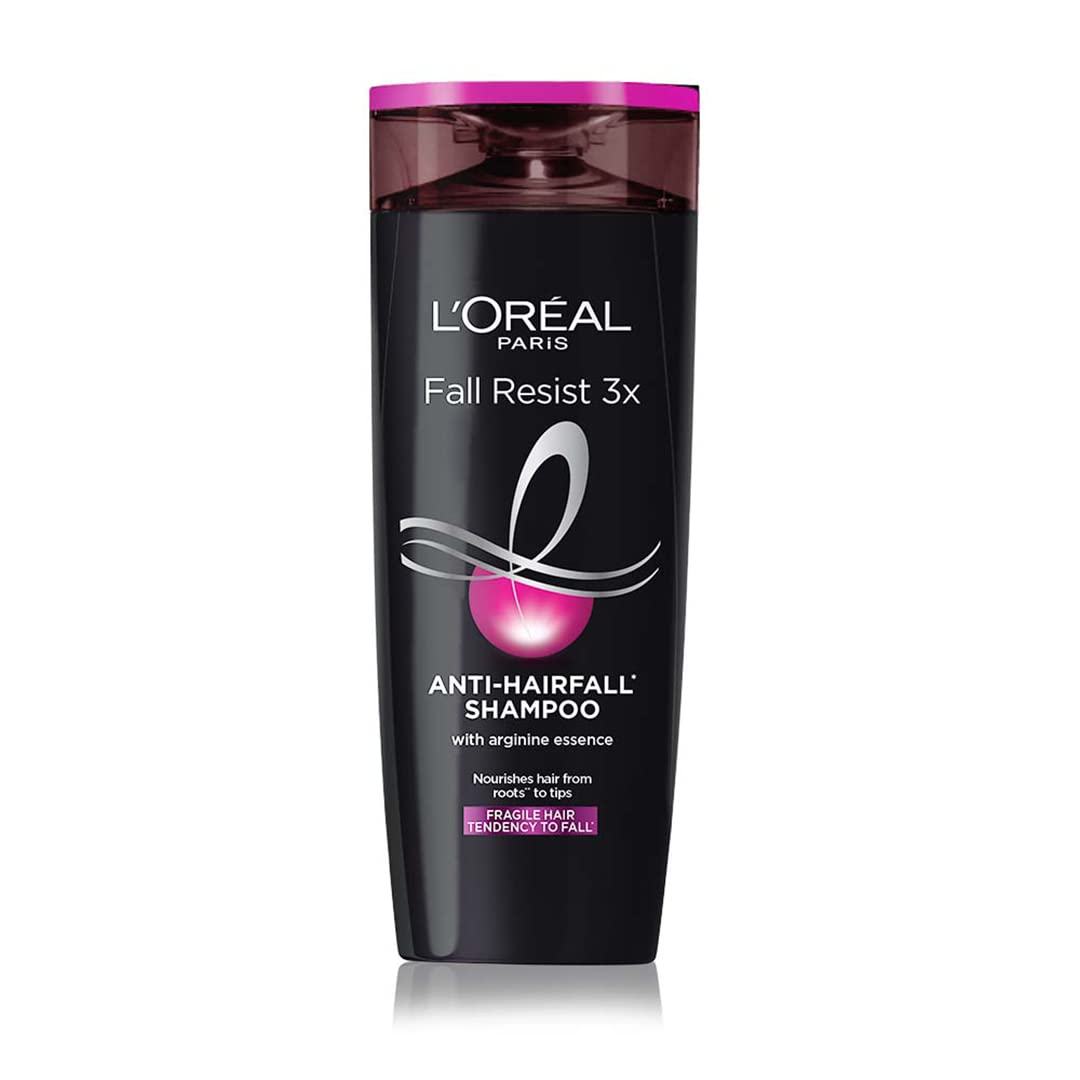 L'ORÉAL
PARiS
Fall Resist 3x
ANTI-HAIRFALL*
SHAMPOO
with arginine essence
Nourishes hair from
roots** to tips
FRAGILE HAIR
TENDENCY TO FALL*